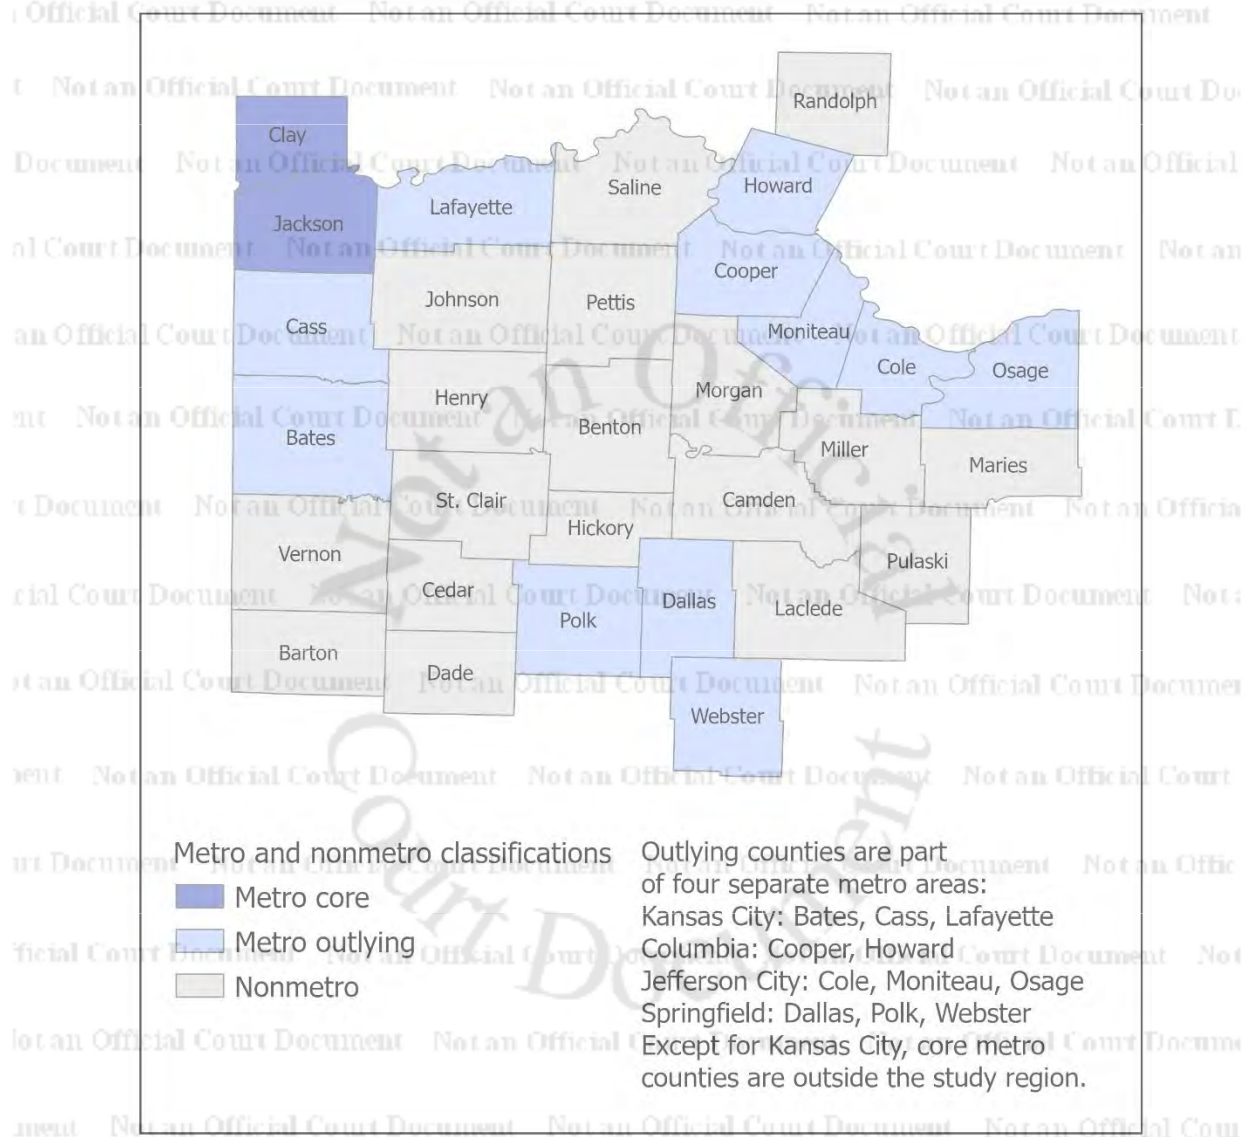 Randolph
Clay
Saline
Howard
Lafayette
Jackson
Cooper
Johnson
Pettis
Cass
Moniteau
Cole
Osage
Morgan
Henry
Benton
Bates
Miller
Maries
St. Clair
Camden
Hickory
Vernon
Pulaski
Cedar
Dallas
Laclede
Polk
Barton
Dade
Webster
Metro and nonmetro classifications
Metro core
Metro outlying
Nonmetro
Outlying counties are part
of four separate metro areas:
Kansas City: Bates, Cass, Lafayette
Columbia: Cooper, Howard
Jefferson City: Cole, Moniteau, Osage
Springfield: Dallas, Polk, Webster
Except for Kansas City, core metro
counties are outside the study region.
Not an Official
Court Document